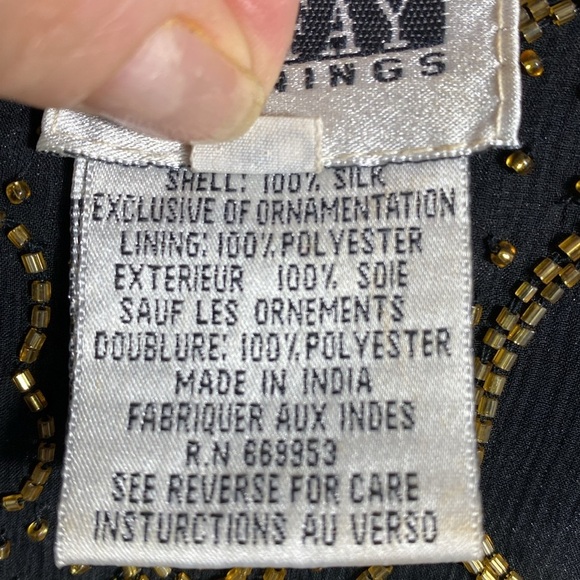 AY
NINGS
SHELL: 100% SILK
EXCLUSIVE OF ORNAMENTATION
LINING: 100% POLYESTER
EXTERIEUR 100% SOIE
SAUF LES ORNEMENTS
DOUBLURE: 100% POLYESTER
MADE IN INDIA
FABRIQUER AUX INDES
R.N 669953
SEE REVERSE FOR CARE
INSTURCTIONS AU VERSO